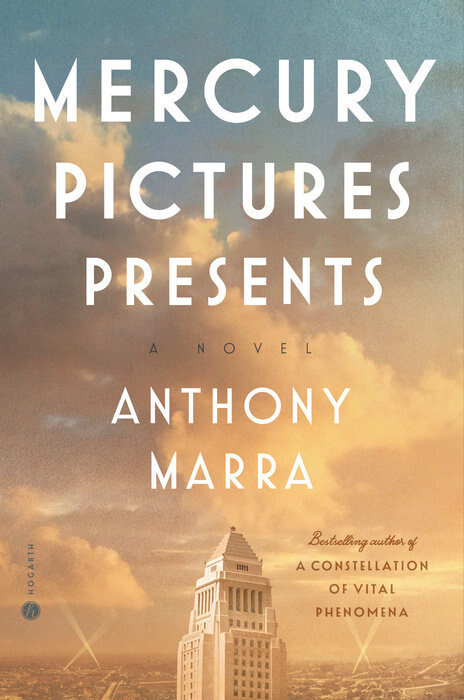 MERCURY
PICTURES
PRESENTS
A NOVEL
ANTHONY
MARRA
Bestselling author of
A CONSTELLATION
OF VITAL
PHENOMENA
h HOGARTH